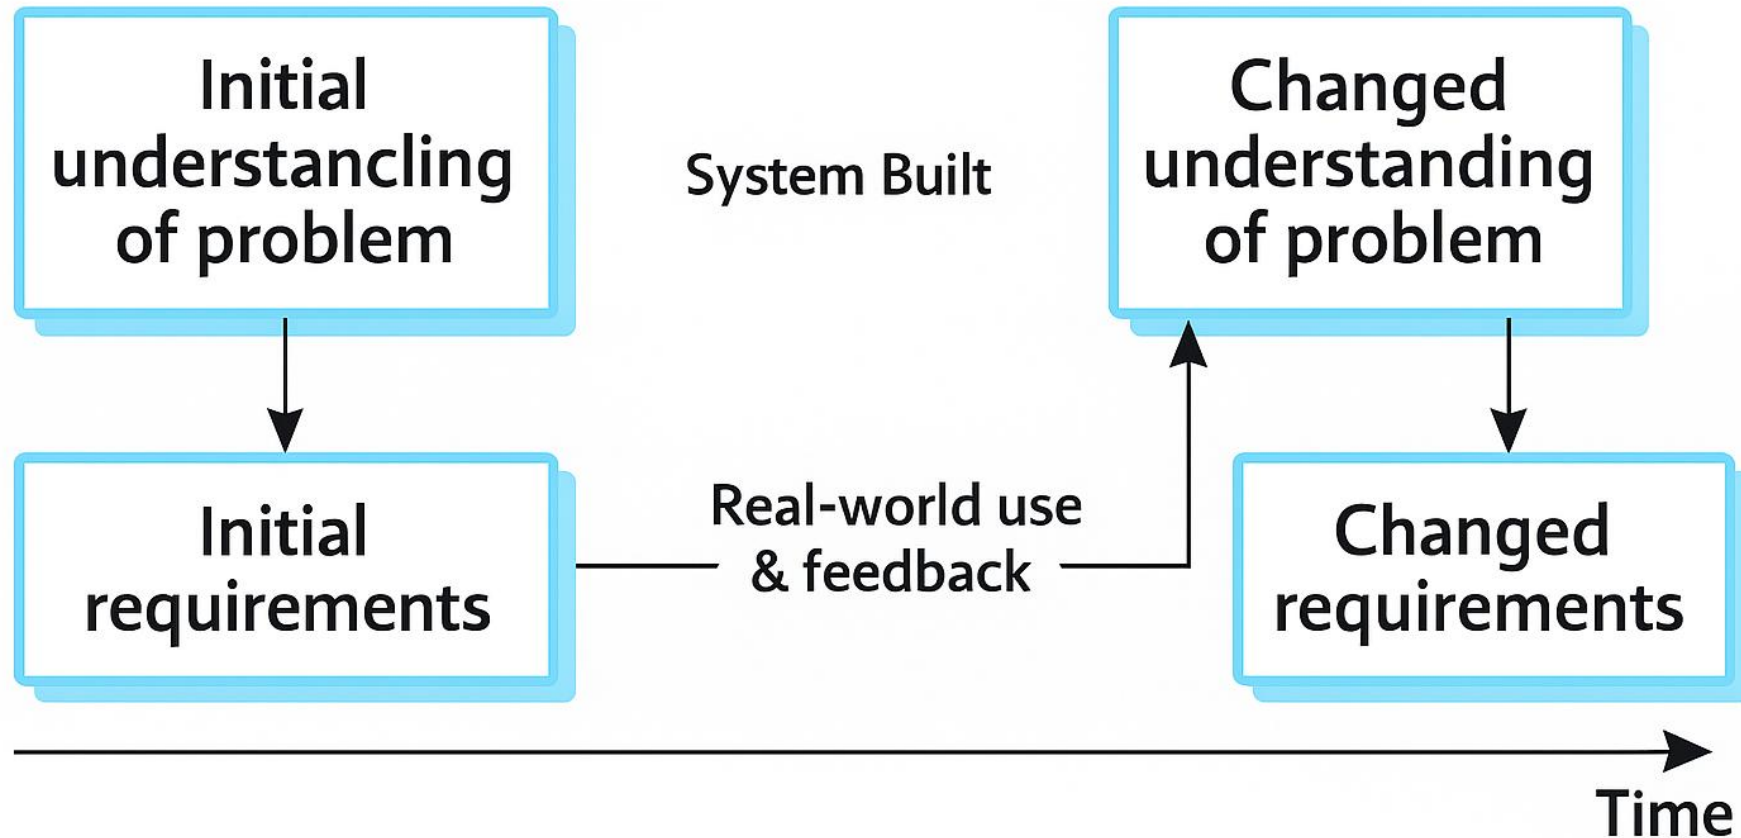 Initial
understancling
of problem
System Built
Changed
understanding
of problem
Initial
requirements
Real-world use
& feedback
Changed
requirements
Time